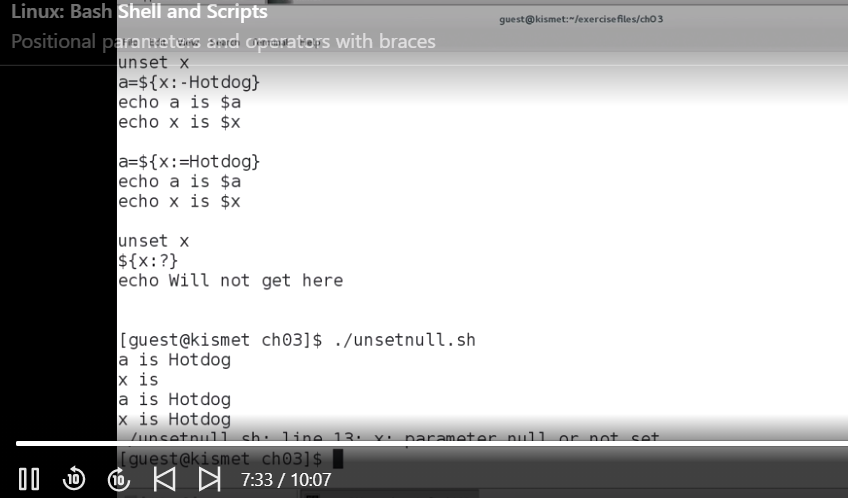 Linux: Bash Shell and Scripts
guest@kismet:~/exercisefiles/ch03
Positional parameters and operators with braces
unset x
a=${x:-Hotdog}
echo a is $a
echo x is $x
a=${x:=Hotdog}
echo a is $a
echo x is $x
unset x
${x:?}
echo Will not get here
[guest@kismet ch03]$ ./unsetnull.sh
a is Hotdog
x is
a is Hotdog
x is Hotdog
./unsetnull.sh: line 13: x: parameter null or not set
[guest@kismet ch03]$
10 10 7:33 / 10:07